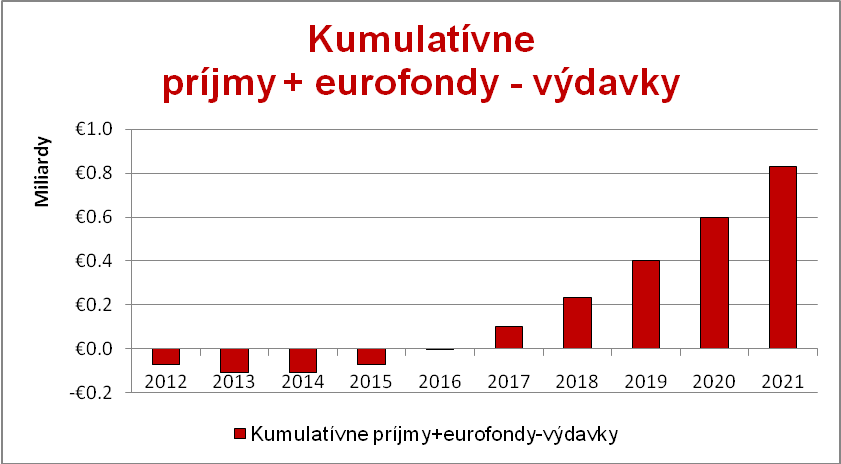 Kumulatívne
príjmy + eurofondy - výdavky
Miliardy
€1.0
€0.8
€0.6
€0.4
€0.2
€0.0
-€0.2
2012 2013 2014 2015 2016 2017 2018 2019 2020 2021
Kumulatívne príjmy+eurofondy-výdavky